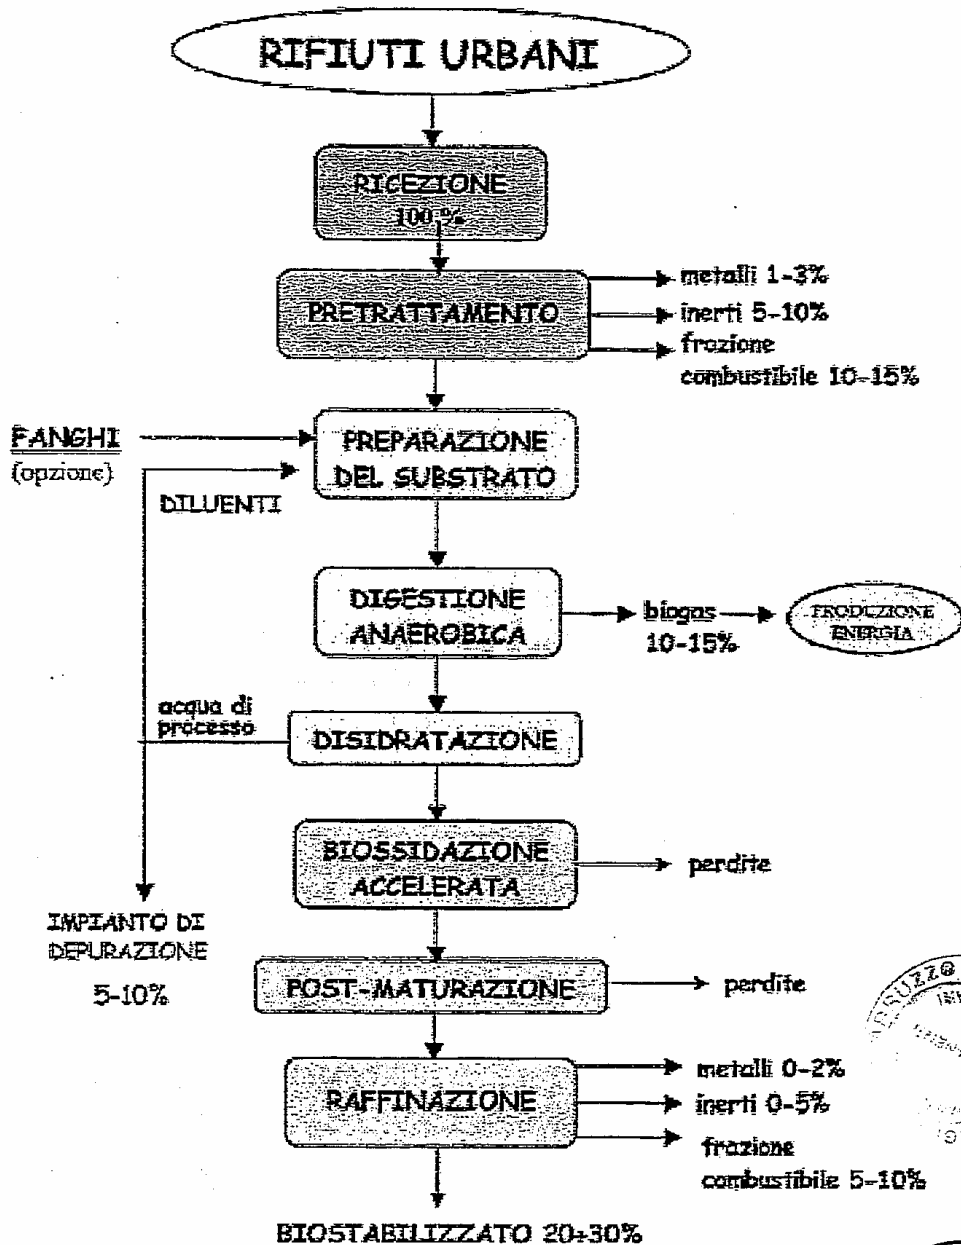 RIFIUTI URBANI
RICEZIONE
100 %
PRETRATTAMENTO
metalli 1-3%
inerti 5-10%
frazione
combustibile 10-15%
FANGHI
(opzione)
PREPARAZIONE
DEL SUBSTRATO
DILUENTI
DIGESTIONE
ANAEROBICA
biogas
10-15%
PRODUZIONE
ENERGIA
acqua di
processo
DISIDRATAZIONE
BIOSSIDAZIONE
ACCELERATA
perdite
IMPIANTO DI
DEPURAZIONE
5-10%
POST-MATURAZIONE
perdite
RAFFINAZIONE
metalli 0-2%
inerti 0-5%
frazione
combustibile 5-10%
BIOSTABILIZZATO 20÷30%